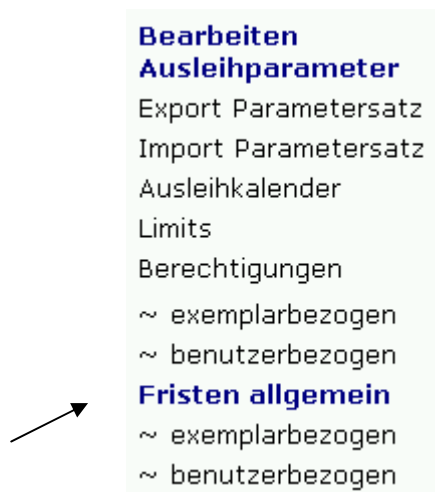 Bearbeiten
Ausleihparameter
Export Parametersatz
Import Parametersatz
Ausleihkalender
Limits
Berechtigungen
~ exemplarbezogen
~ benutzerbezogen
Fristen allgemein
~ exemplarbezogen
~ benutzerbezogen